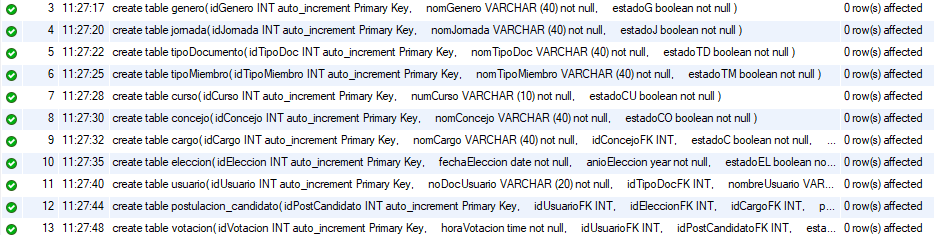 3 11:27:17 create table genero( idGenero INT auto_increment Primary Key, nomGenero VARCHAR (40) not null, estadoG boolean not null ) 0 row(s) affected
4 11:27:20 create table jornada( idJornada INT auto_increment Primary Key, nomJornada VARCHAR (40) not null, estadoJ boolean not null ) 0 row(s) affected
5 11:27:22 create table tipoDocumento( idTipoDoc INT auto_increment Primary Key, nomTipoDoc VARCHAR (40) not null, estadoTD boolean not null ) 0 row(s) affected
6 11:27:25 create table tipoMiembro( idTipoMiembro INT auto_increment Primary Key, nomTipoMiembro VARCHAR (40) not null, estadoTM boolean not null ) 0 row(s) affected
7 11:27:28 create table curso( idCurso INT auto_increment Primary Key, numCurso VARCHAR (10) not null, estadoCU boolean not null ) 0 row(s) affected
8 11:27:30 create table concejo( idConcejo INT auto_increment Primary Key, nomConcejo VARCHAR (40) not null, estadoCO boolean not null ) 0 row(s) affected
9 11:27:32 create table cargo( idCargo INT auto_increment Primary Key, nomCargo VARCHAR (40) not null, idConcejoFK INT, estadoC boolean not null, ... 0 row(s) affected
10 11:27:35 create table eleccion( idEleccion INT auto_increment Primary Key, fechaEleccion date not null, anioEleccion year not null, estadoEL boolean no... 0 row(s) affected
11 11:27:40 create table usuario( idUsuario INT auto_increment Primary Key, noDocUsuario VARCHAR (20) not null, idTipoDocFK INT, nombreUsuario VAR... 0 row(s) affected
12 11:27:44 create table postulacion_candidato( idPostCandidato INT auto_increment Primary Key, idUsuarioFK INT, idEleccionFK INT, idCargoFK INT, p... 0 row(s) affected
13 11:27:48 create table votacion( idVotacion INT auto_increment Primary Key, horaVotacion time not null, idUsuarioFK INT, idPostCandidatoFK INT, esta... 0 row(s) affected